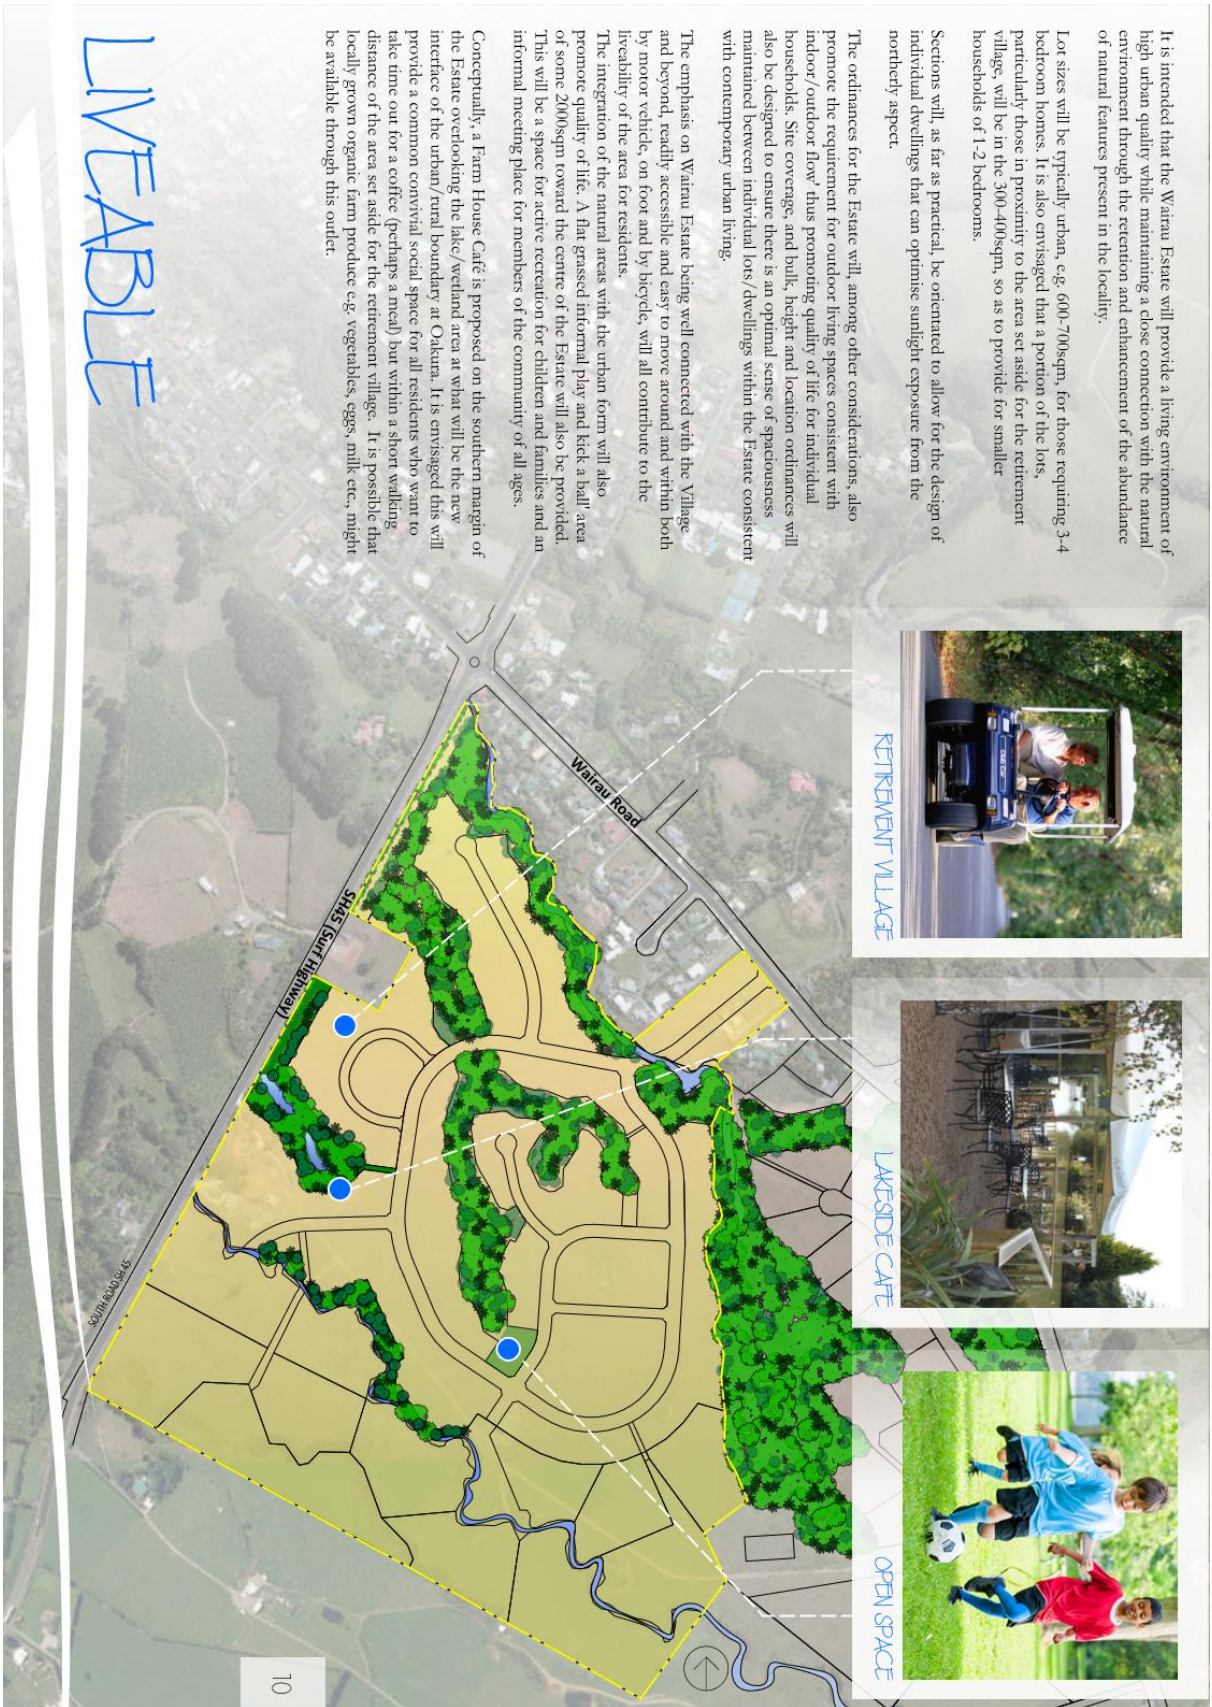 It is intended that the Wairau Estate will provide a living environment of
high urban quality while maintaining a close connection with the natural
environment through the retention and enhancement of the abundance
of natural features present in the locality.
Lot sizes will be typically urban, e.g. 600-700sqm, for those requiring 3-4
bedroom homes. It is also envisaged that a portion of the lots,
particularly those in proximity to the area set aside for the retirement
village, will be in the 300-400sqm, so as to provide for smaller
households of 1-2 bedrooms.
Sections will, as far as practical, be orientated to allow for the design of
individual dwellings that can optimise sunlight exposure from the
northerly aspect.
The ordinances for the Estate will, among other considerations, also
promote the requirement for outdoor living spaces consistent with
indoor/outdoor flow' thus promoting quality of life for individual
households. Site coverage, and bulk, height and location ordinances will
also be designed to ensure there is an optimal sense of spaciousness
maintained between individual lots/dwellings within the Estate consistent
with contemporary urban living.
The emphasis on Wairau Estate being well connected with the Village
and beyond, readily accessible and easy to move around and within both
by motor vehicle, on foot and by bicycle, will all contribute to the
liveability of the area for residents.
The integration of the natural areas with the urban form will also
promote quality of life. A flat grassed informal play and kick a ball' area
of some 2000sqm toward the centre of the Estate will also be provided.
This will be a space for active recreation for children and families and an
informal meeting place for members of the community of all ages.
Conceptually, a Farm House Café is proposed on the southern margin of
the Estate overlooking the lake/wetland area at what will be the new
interface of the urban/rural boundary at Oakura. It is envisaged this will
provide a common convivial social space for all residents who want to
take time out for a coffee (perhaps a meal) but within a short walking
distance of the area set aside for the retirement village. It is possible that
locally grown organic farm produce e.g. vegetables, eggs, milk etc., might
be available through this outlet.
LIVEABLE
RETIREMENT VILLAGE
LAKESIDE CAFE
OPEN SPACE
Wairau Road
SH45 (Surf Highway)
SOUTH ROAD SH 45
Club Car
10